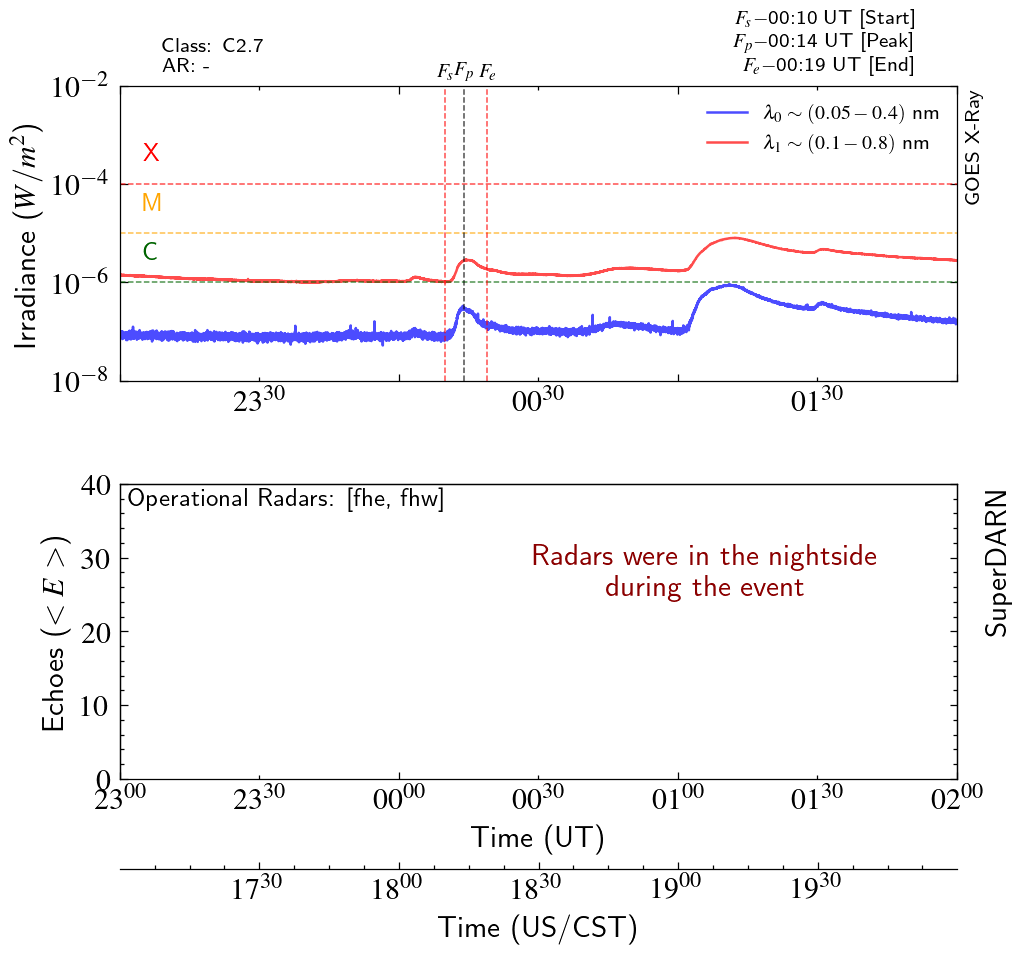 Class: C2.7
AR: -
F_s−00:10 UT [Start]
F_p−00:14 UT [Peak]
F_e−00:19 UT [End]
F_s F_p F_e
10^{-2}
10^{-4}
10^{-6}
10^{-8}
Irradiance (W/m^2)
X
M
C
λ_0 ~ (0.05 − 0.4) nm
λ_1 ~ (0.1 − 0.8) nm
GOES X-Ray
23^{30} 00^{30} 01^{30}
40
30
20
10
0
Echoes (< E >)
Operational Radars: [fhe, fhw]
Radars were in the nightside
during the event
SuperDARN
23^{00} 23^{30} 00^{00} 00^{30} 01^{00} 01^{30} 02^{00}
Time (UT)
17^{30} 18^{00} 18^{30} 19^{00} 19^{30}
Time (US/CST)